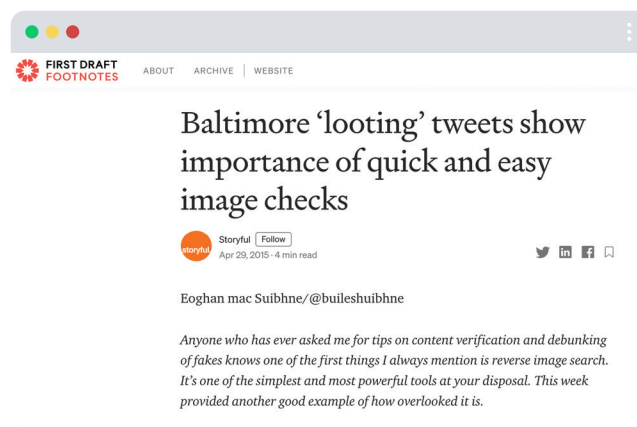 FIRST DRAFT
FOOTNOTES
ABOUT
ARCHIVE
WEBSITE
Baltimore ‘looting’ tweets show
importance of quick and easy
image checks
storyful.
Storyful Follow
Apr 29, 2015 · 4 min read
Eoghan mac Suibhne/@buileshuibhne
Anyone who has ever asked me for tips on content verification and debunking
of fakes knows one of the first things I always mention is reverse image search.
It’s one of the simplest and most powerful tools at your disposal. This week
provided another good example of how overlooked it is.